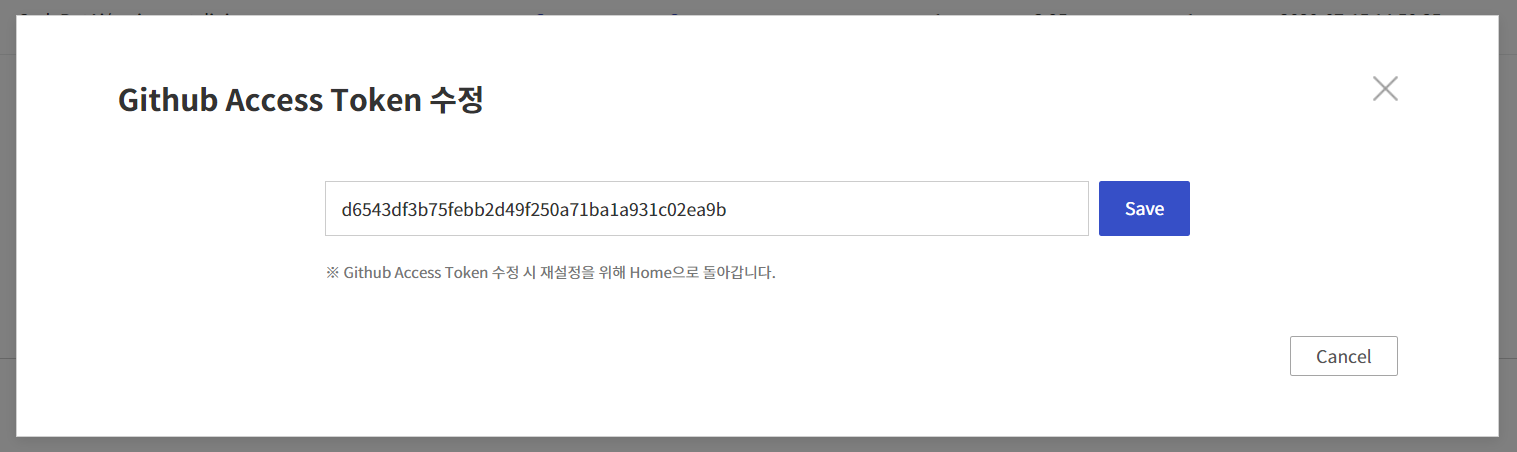 Github Access Token 수정
d6543df3b75febb2d49f250a71ba1a931c02ea9b
Save
※ Github Access Token 수정 시 재설정을 위해 Home으로 돌아갑니다.
Cancel